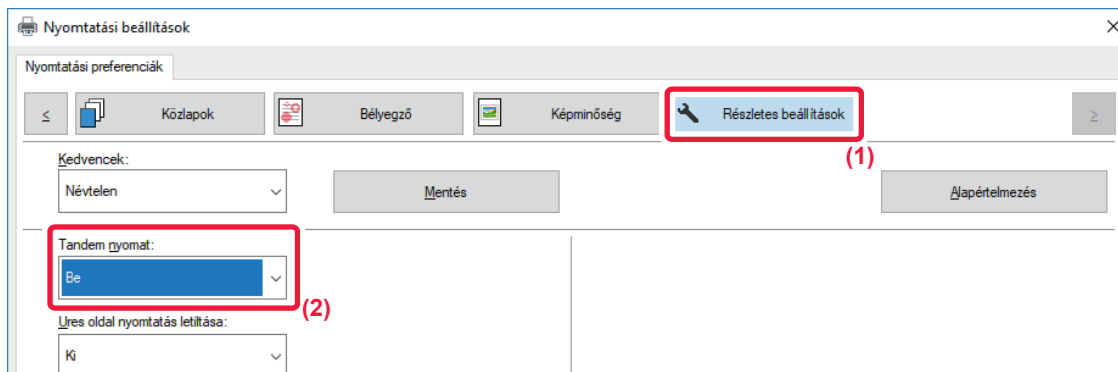 Nyomtatási beállítások
Nyomtatási preferenciák
< Közlapok Bélyegző Képminőség Részletes beállítások >
(1)
Kedvencek:
Névtelen Mentés Alapértelmezés
Tandem nyomat:
Be
(2)
Üres oldal nyomtatás letiltása:
Ki